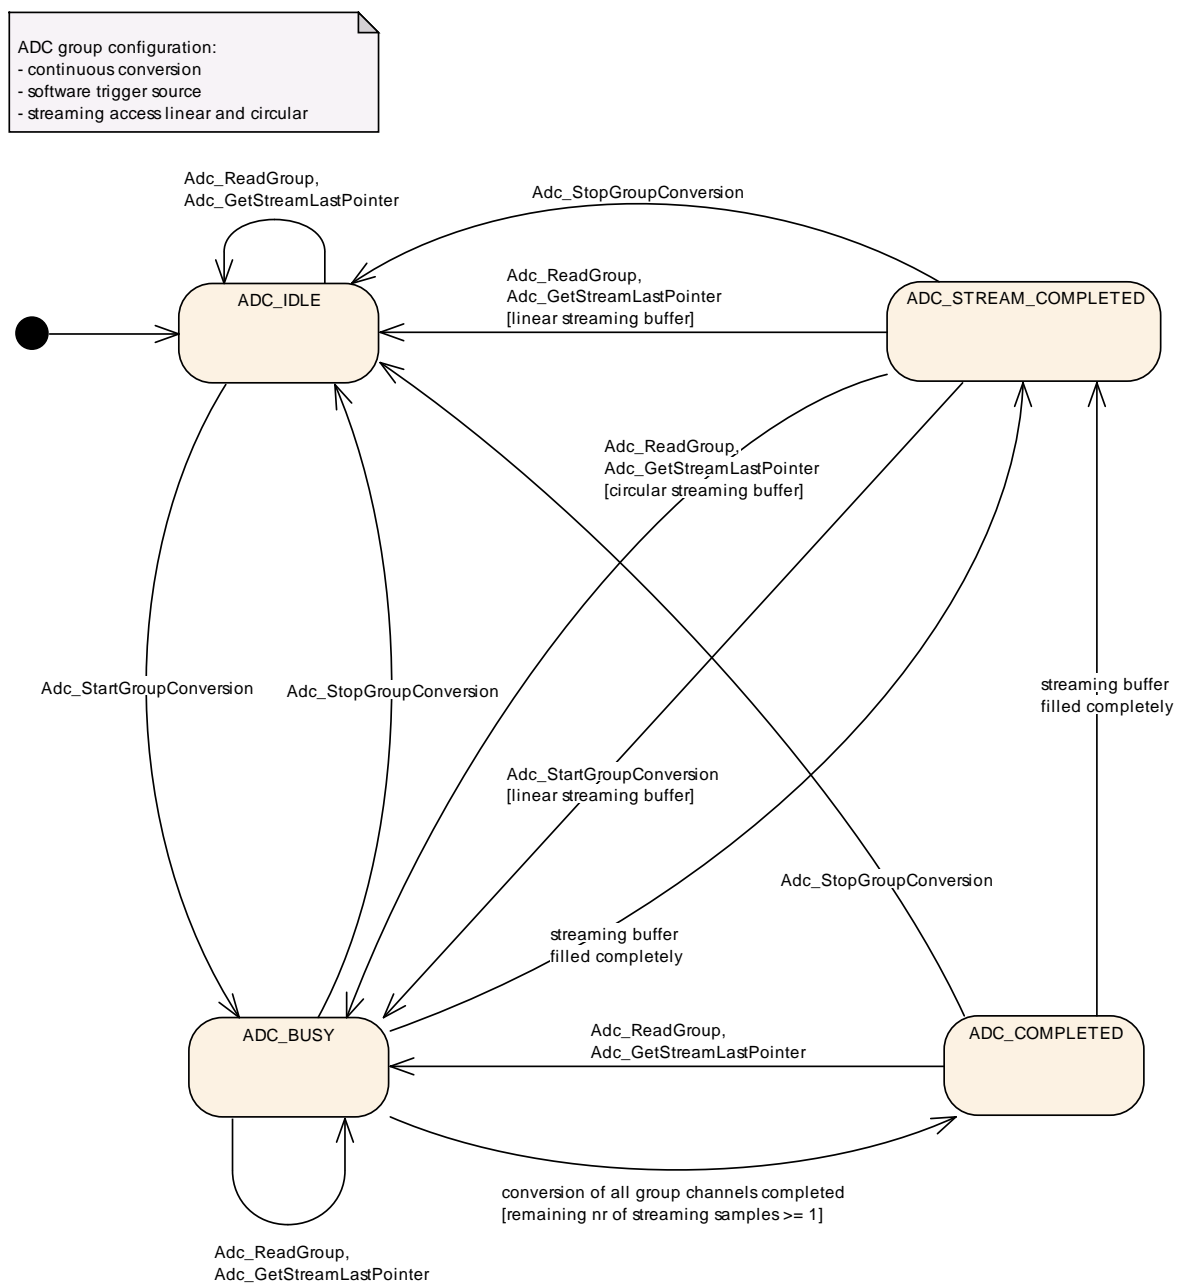 ADC group configuration:
- continuous conversion
- software trigger source
- streaming access linear and circular
Adc_ReadGroup,
Adc_GetStreamLastPointer
Adc_StopGroupConversion
Adc_ReadGroup,
Adc_GetStreamLastPointer
[linear streaming buffer]
ADC_IDLE
ADC_STREAM_COMPLETED
Adc_ReadGroup,
Adc_GetStreamLastPointer
[circular streaming buffer]
Adc_StartGroupConversion
Adc_StopGroupConversion
streaming buffer
filled completely
Adc_StartGroupConversion
[linear streaming buffer]
Adc_StopGroupConversion
streaming buffer
filled completely
ADC_BUSY
Adc_ReadGroup,
Adc_GetStreamLastPointer
ADC_COMPLETED
conversion of all group channels completed
[remaining nr of streaming samples >= 1]
Adc_ReadGroup,
Adc_GetStreamLastPointer